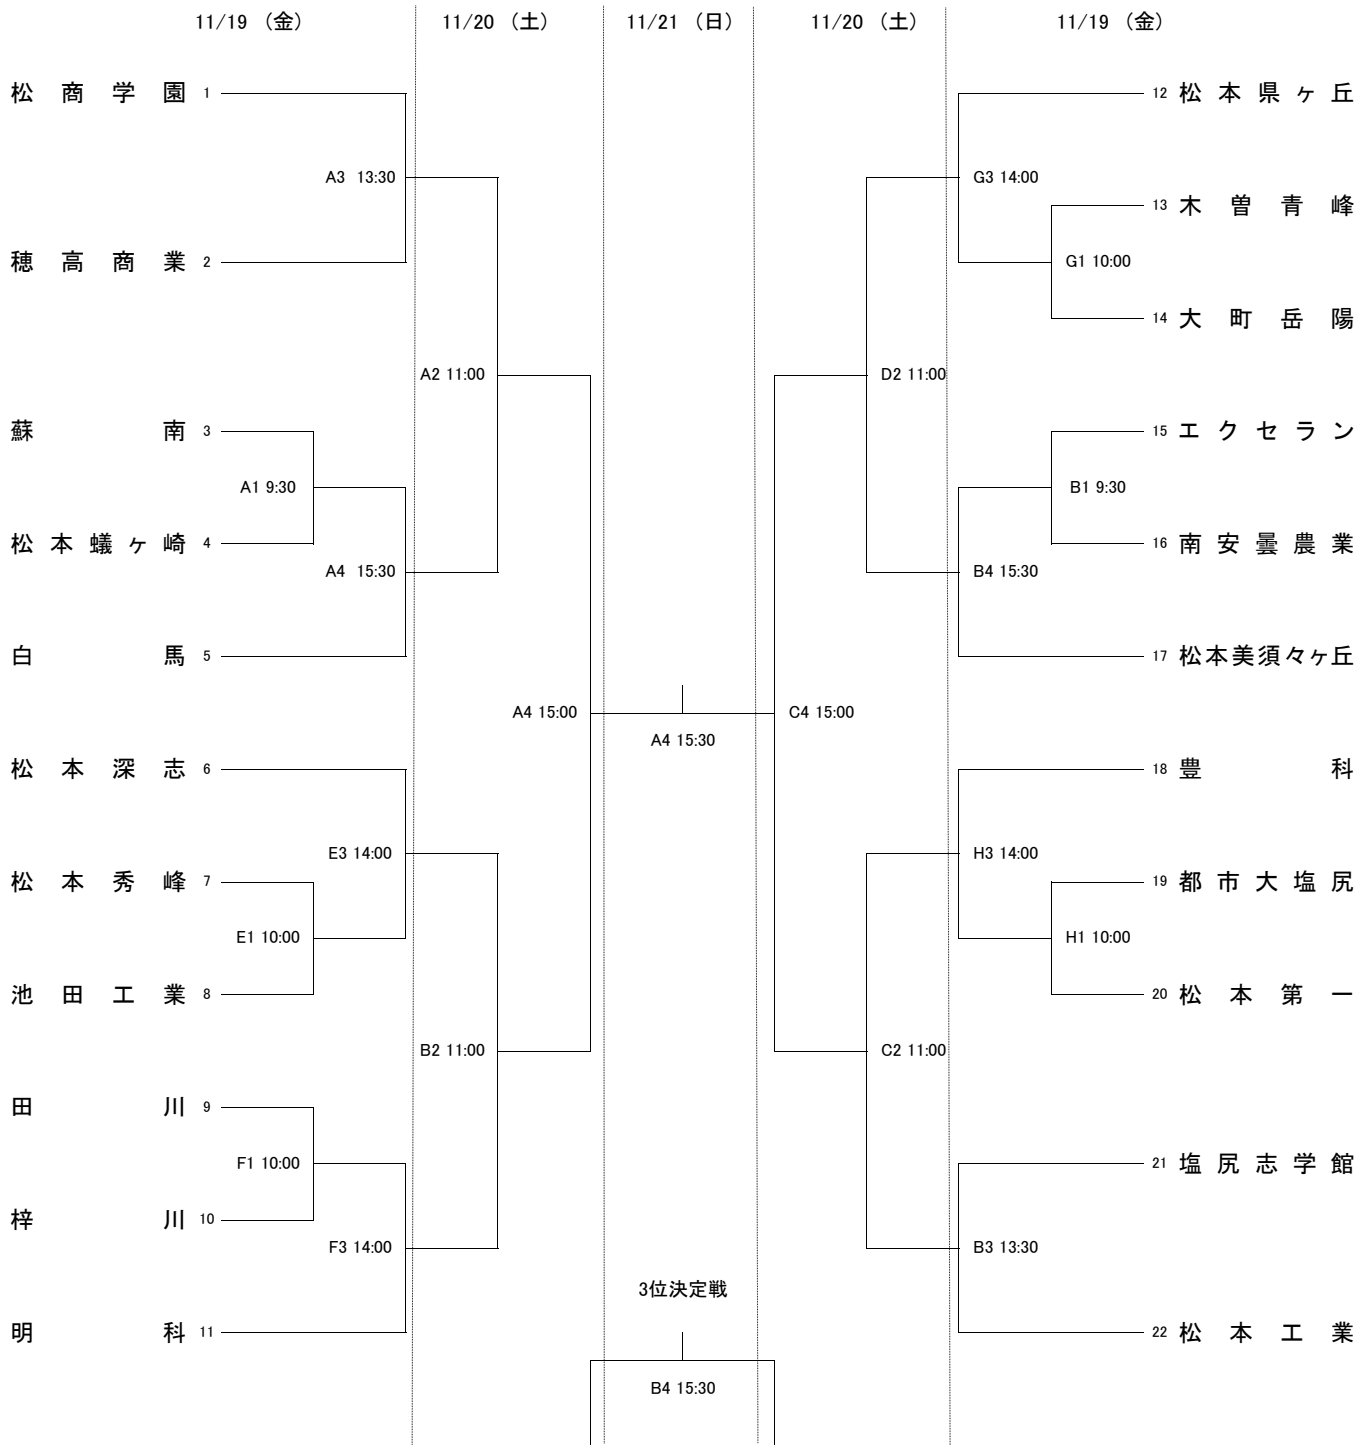 11/19（金） 11/20（土） 11/21（日） 11/20（土） 11/19（金）
松商学園 1 12 松本県ヶ丘
A3 13:30 G3 14:00
13 木曽青峰
穂高商業 2 G1 10:00
14 大町岳陽
A2 11:00 D2 11:00
蘇南 3 15 エクセラン
A1 9:30 B1 9:30
松本蟻ヶ崎 4 16 南安曇農業
A4 15:30 B4 15:30
白馬 5 17 松本美須々ヶ丘
A4 15:00 C4 15:00
A4 15:30
松本深志 6 18 豊科
E3 14:00 H3 14:00
松本秀峰 7 19 都市大塩尻
E1 10:00 H1 10:00
池田工業 8 20 松本第一
B2 11:00 C2 11:00
田川 9
F1 10:00 21 塩尻志学館
梓川 10
F3 14:00 B3 13:30
3位決定戦
明科 11 22 松本工業
B4 15:30